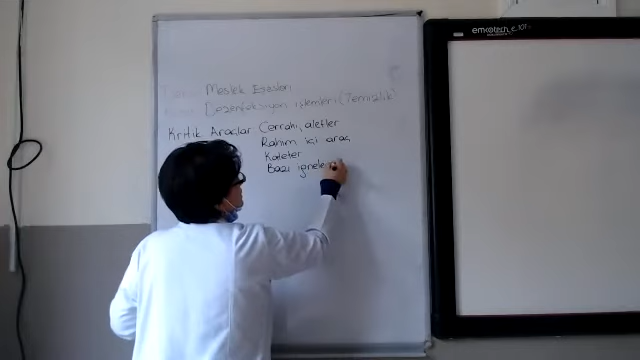 Meslek Esasları
Dezenfeksiyon işlemleri (Temizlik)
Kritik Araçlar Cerrahi, aletler
Rahim içi araç
Kateter
Bazı iğneler